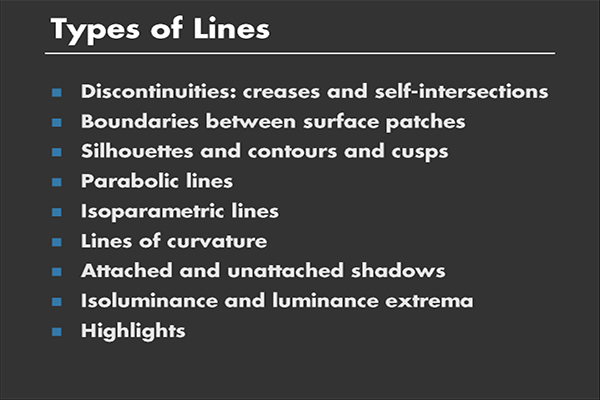 Types of Lines
Discontinuities: creases and self-intersections
Boundaries between surface patches
Silhouettes and contours and cusps
Parabolic lines
Isoparametric lines
Lines of curvature
Attached and unattached shadows
Isoluminance and luminance extrema
Highlights